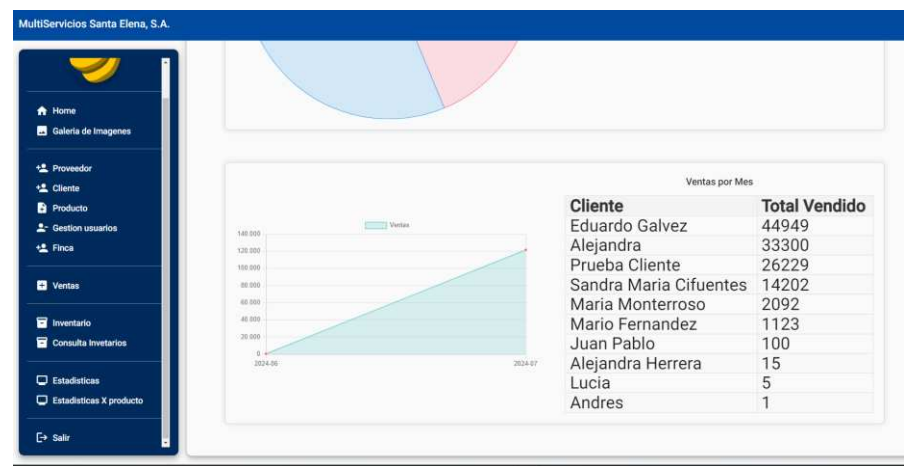 MultiServicios Santa Elena, S.A.
Home
Galeria de Imagenes
Proveedor
Cliente
Producto
Gestion usuarios
Finca
Ventas
Inventario
Consulta Invetarios
Estadisticas
Estadisticas X producto
Salir
Ventas
140.000
120.000
100.000
80.000
60.000
40.000
20.000
0
2024-06 2024-07
Ventas por Mes
Cliente Total Vendido
Eduardo Galvez 44949
Alejandra 33300
Prueba Cliente 26229
Sandra Maria Cifuentes 14202
Maria Monterroso 2092
Mario Fernandez 1123
Juan Pablo 100
Alejandra Herrera 15
Lucia 5
Andres 1